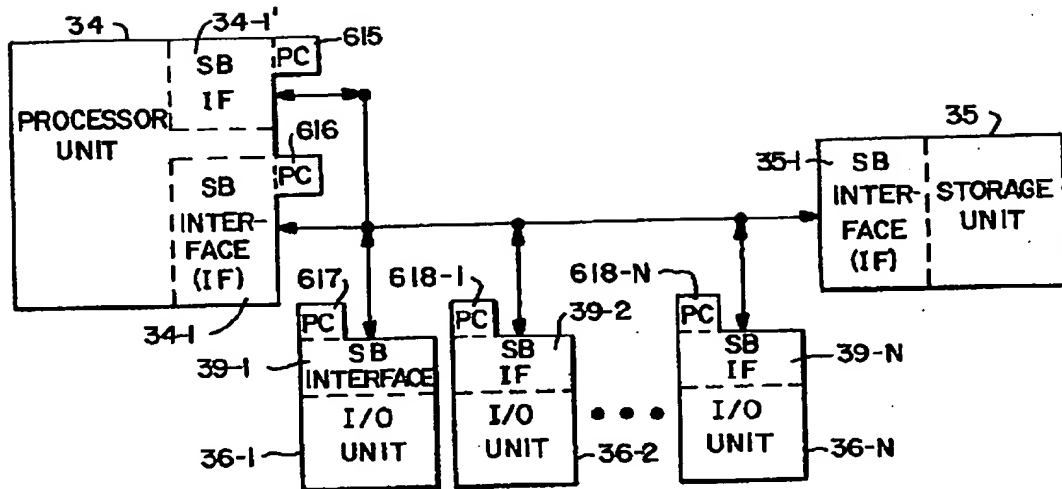 34
34-1'
615
SB
IF
PC
PROCESSOR
UNIT
616
PC
SB
INTER-
FACE
(IF)
34-1
35
35-1
SB
INTER-
FACE
(IF)
STORAGE
UNIT
617
618-1
618-N
PC
PC
PC
39-1
39-2
39-N
SB
INTERFACE
SB
IF
SB
IF
I/O
UNIT
I/O
UNIT
I/O
UNIT
36-1
36-2
36-N